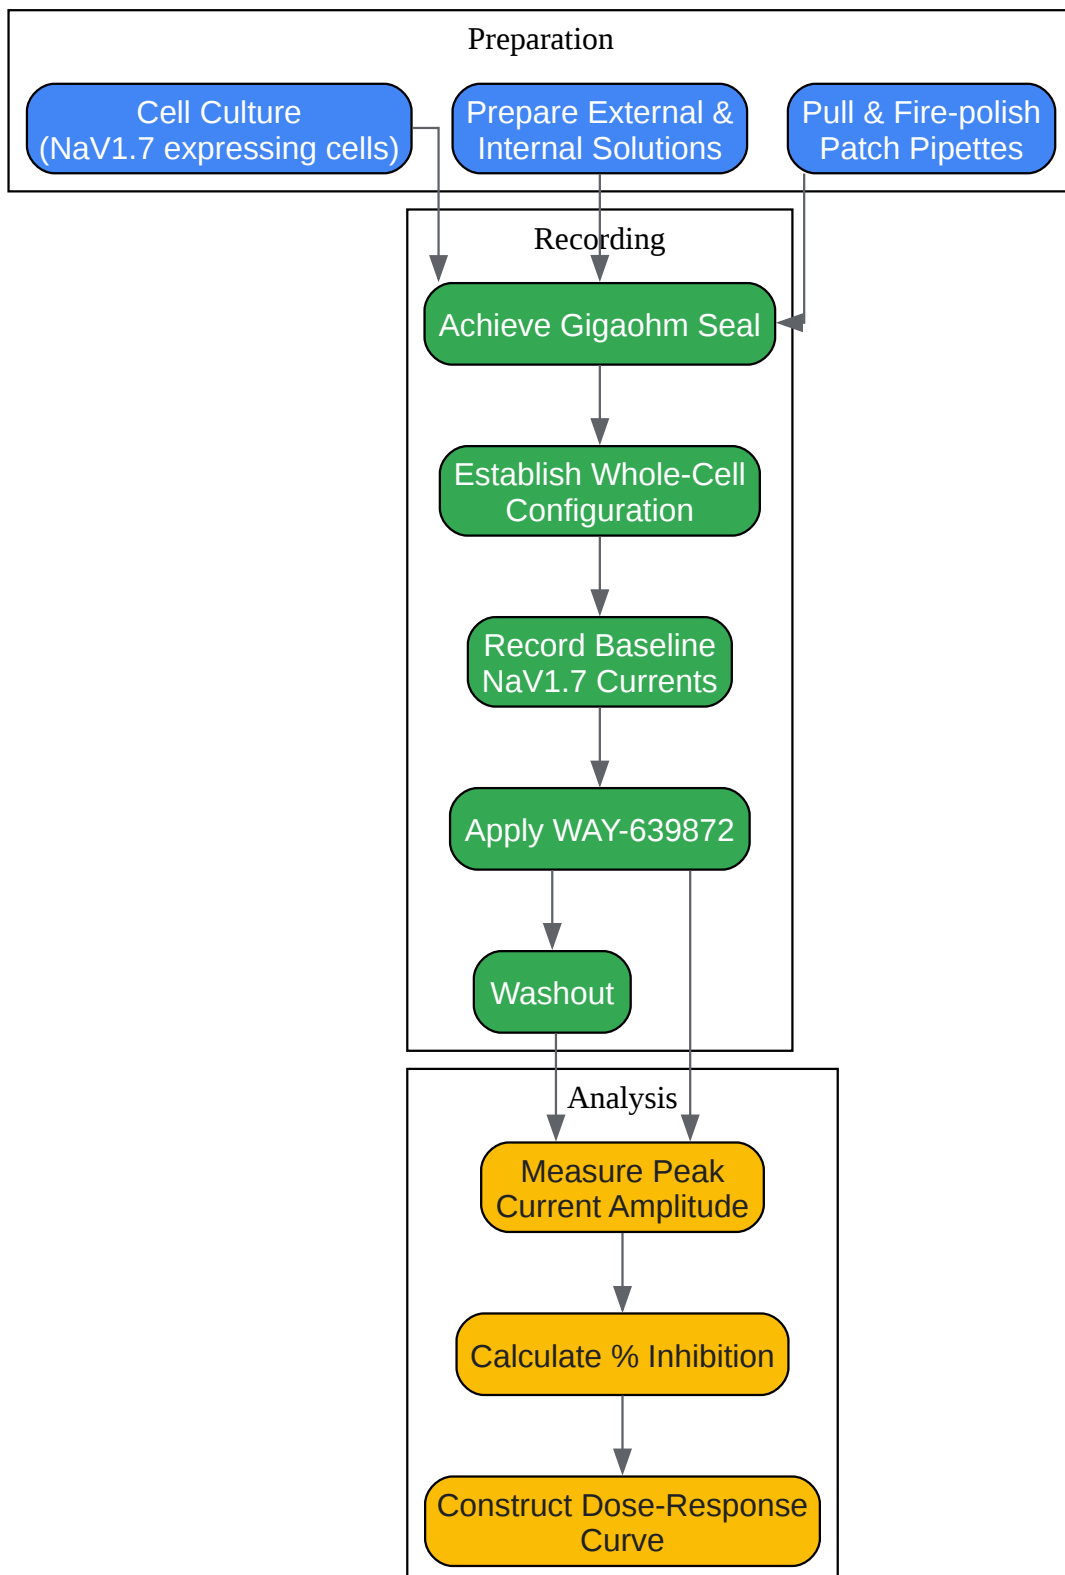 Preparation
Cell Culture
(NaV1.7 expressing cells)
Prepare External &
Internal Solutions
Pull & Fire-polish
Patch Pipettes
Recording
Achieve Gigaohm Seal
Establish Whole-Cell
Configuration
Record Baseline
NaV1.7 Currents
Apply WAY-639872
Washout
Analysis
Measure Peak
Current Amplitude
Calculate % Inhibition
Construct Dose-Response
Curve